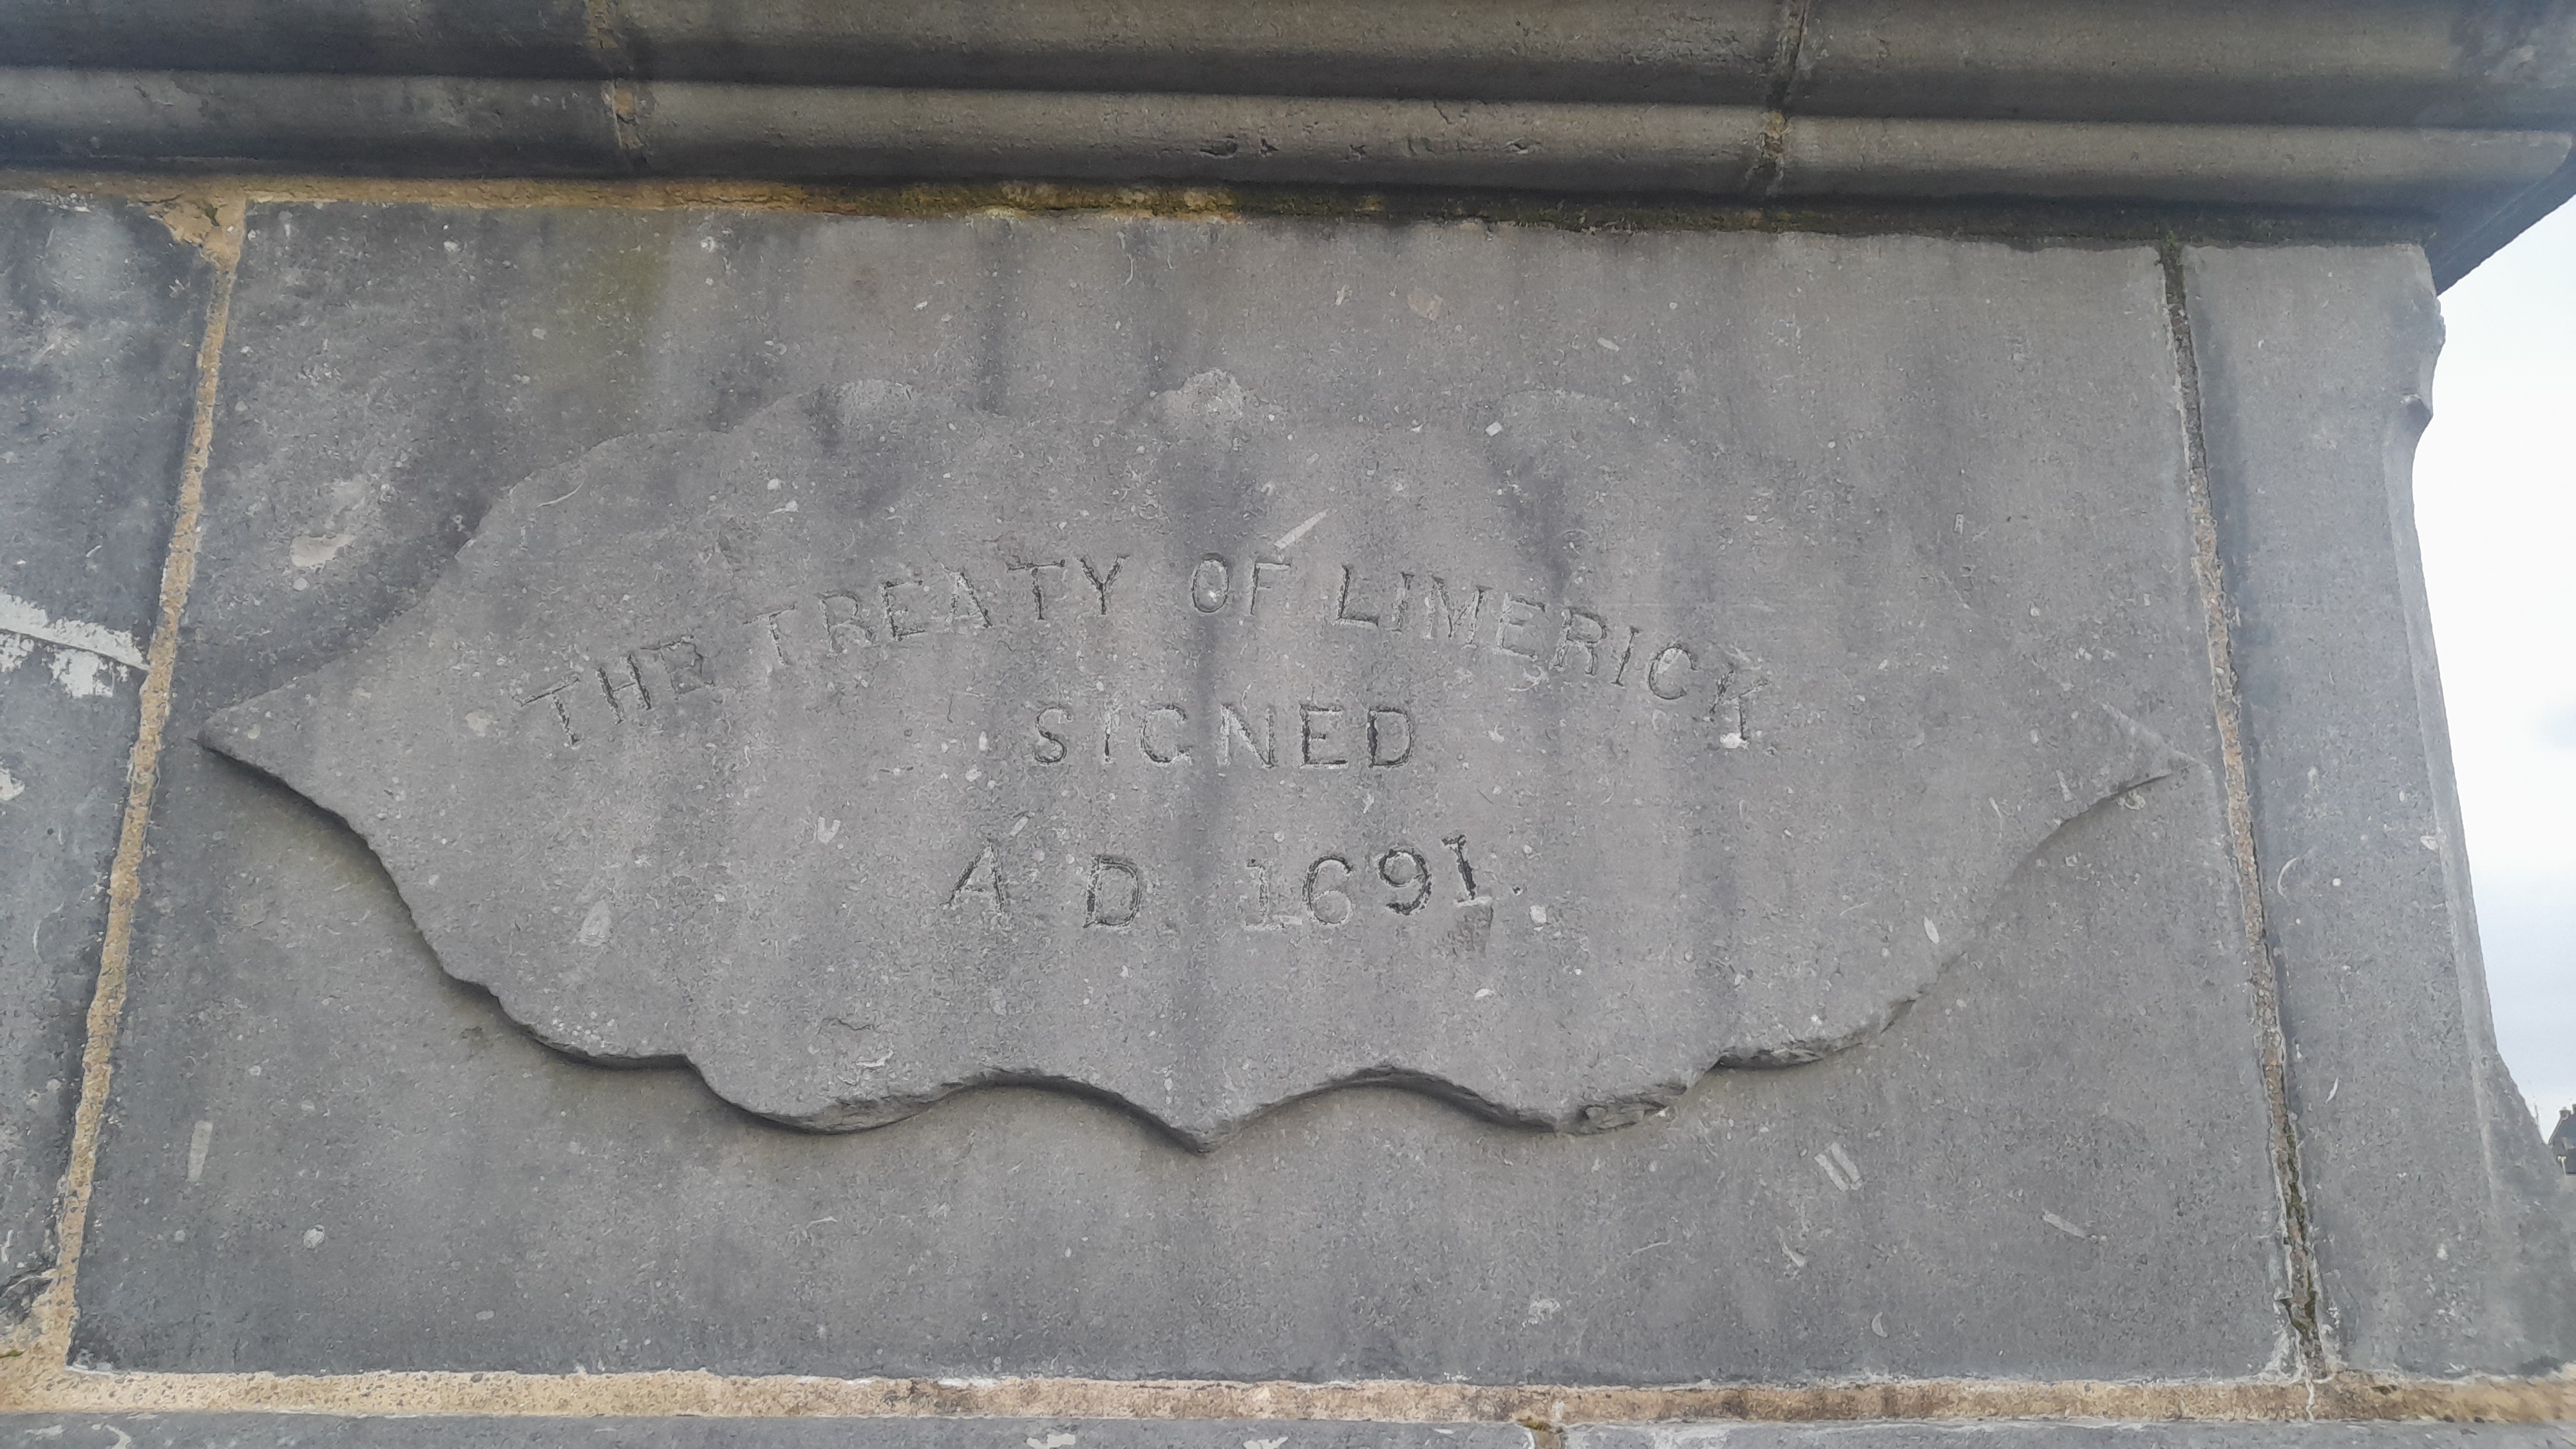 THE TREATY OF LIMERICK
SIGNED
A D 1691.